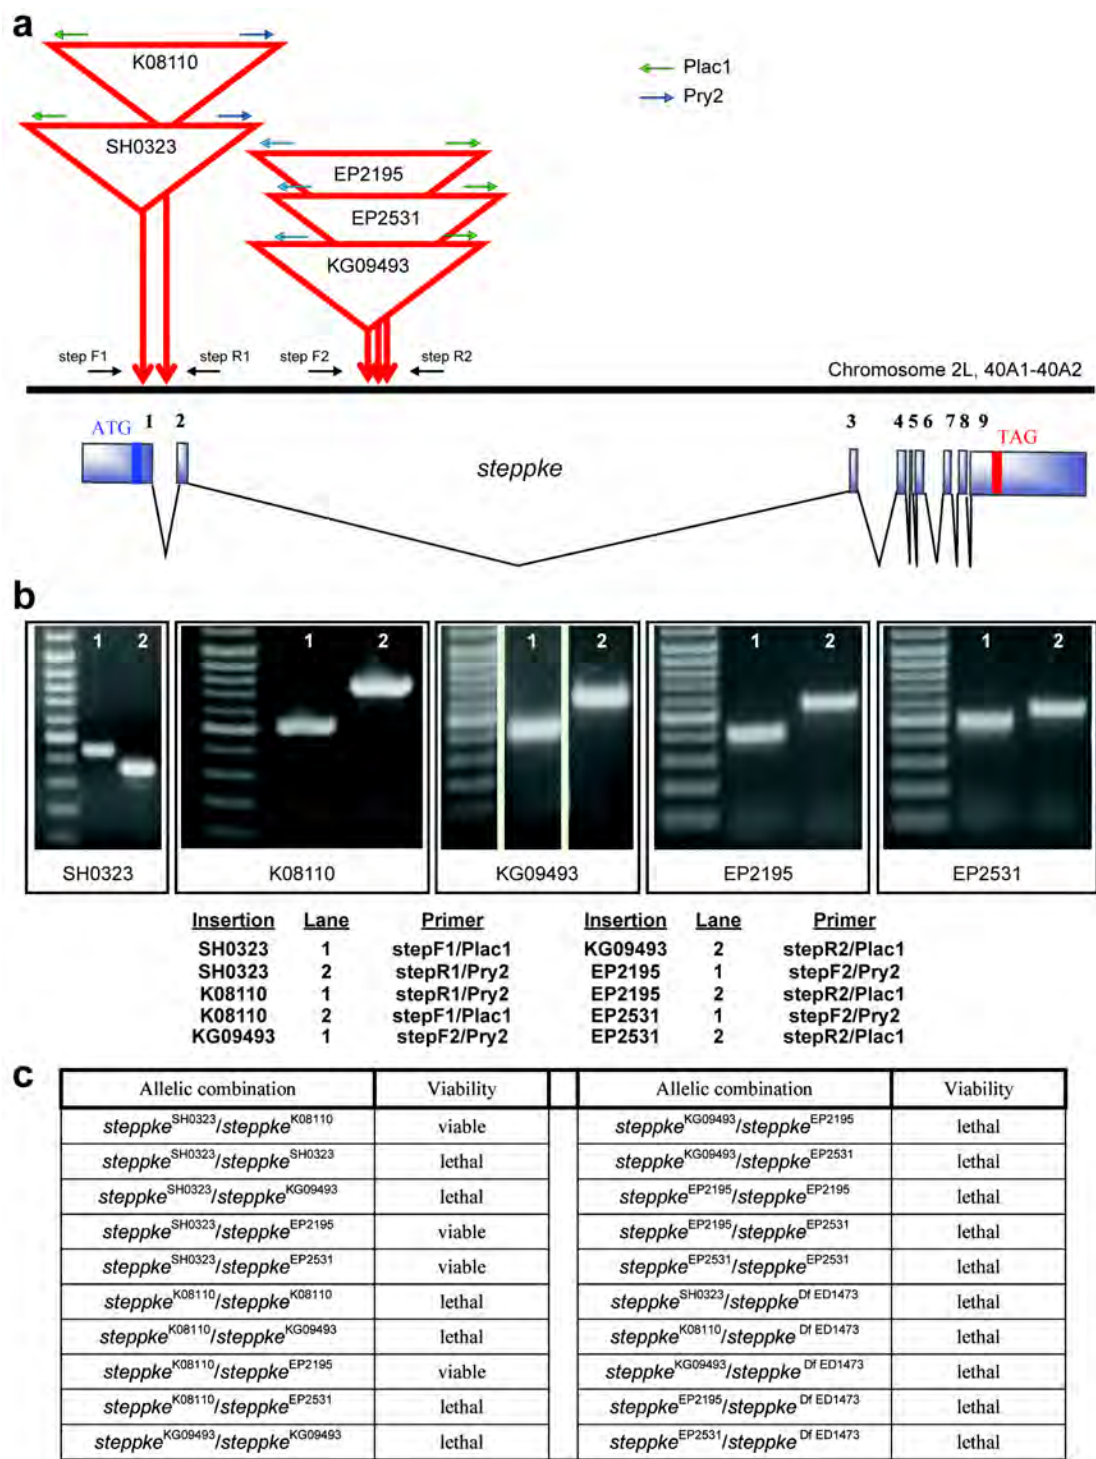 a
K08110
Plac1
Pry2
SH0323
EP2195
EP2531
KG09493
step F1
step R1
step F2
step R2
Chromosome 2L, 40A1-40A2
ATG 1 2 3 4 5 6 7 8 9 TAG
steppke
b
1 2 1 2 1 2 1 2 1 2
SH0323 K08110 KG09493 EP2195 EP2531
Insertion Lane Primer Insertion Lane Primer
SH0323 1 stepF1/Plac1 KG09493 2 stepR2/Plac1
SH0323 2 stepR1/Pry2 EP2195 1 stepF2/Pry2
K08110 1 stepR1/Pry2 EP2195 2 stepR2/Plac1
K08110 2 stepF1/Plac1 EP2531 1 stepF2/Pry2
KG09493 1 stepF2/Pry2 EP2531 2 stepR2/Plac1
c
Allelic combination Viability Allelic combination Viability
steppkeSH0323/steppkeK08110 viable steppkeKG09493/steppkeEP2195 lethal
steppkeSH0323/steppkeSH0323 lethal steppkeKG09493/steppkeEP2531 lethal
steppkeSH0323/steppkeKG09493 lethal steppkeEP2195/steppkeEP2195 lethal
steppkeSH0323/steppkeEP2195 viable steppkeEP2195/steppkeEP2531 lethal
steppkeSH0323/steppkeEP2531 viable steppkeEP2531/steppkeEP2531 lethal
steppkeK08110/steppkeK08110 lethal steppkeSH0323/steppkeDf ED1473 lethal
steppkeK08110/steppkeKG09493 lethal steppkeK08110/steppke Df ED1473 lethal
steppkeK08110/steppkeEP2195 viable steppkeKG09493/steppke Df ED1473 lethal
steppkeK08110/steppkeEP2531 lethal steppkeEP2195/steppkeDf ED1473 lethal
steppkeKG09493/steppkeKG09493 lethal steppkeEP2531/steppke Df ED1473 lethal